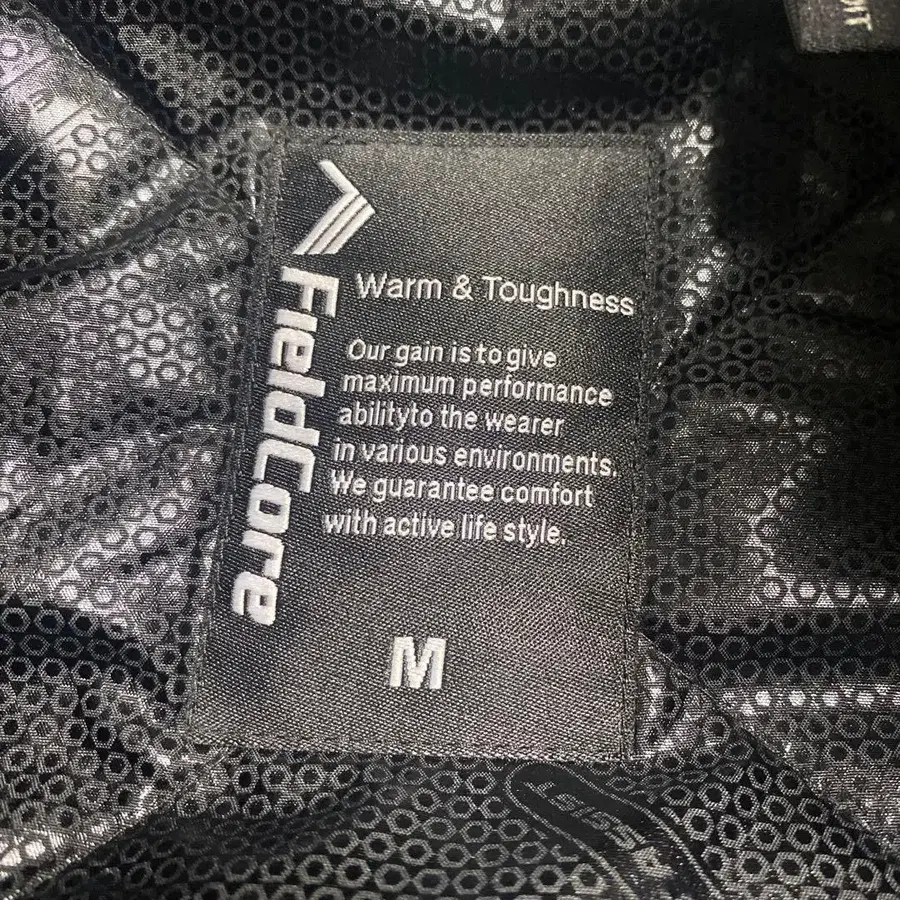 FieldCore
Warm & Toughness
Our gain is to give
maximum performance
abilityto the wearer
in various environments.
We guarantee comfort
with active life style.
M